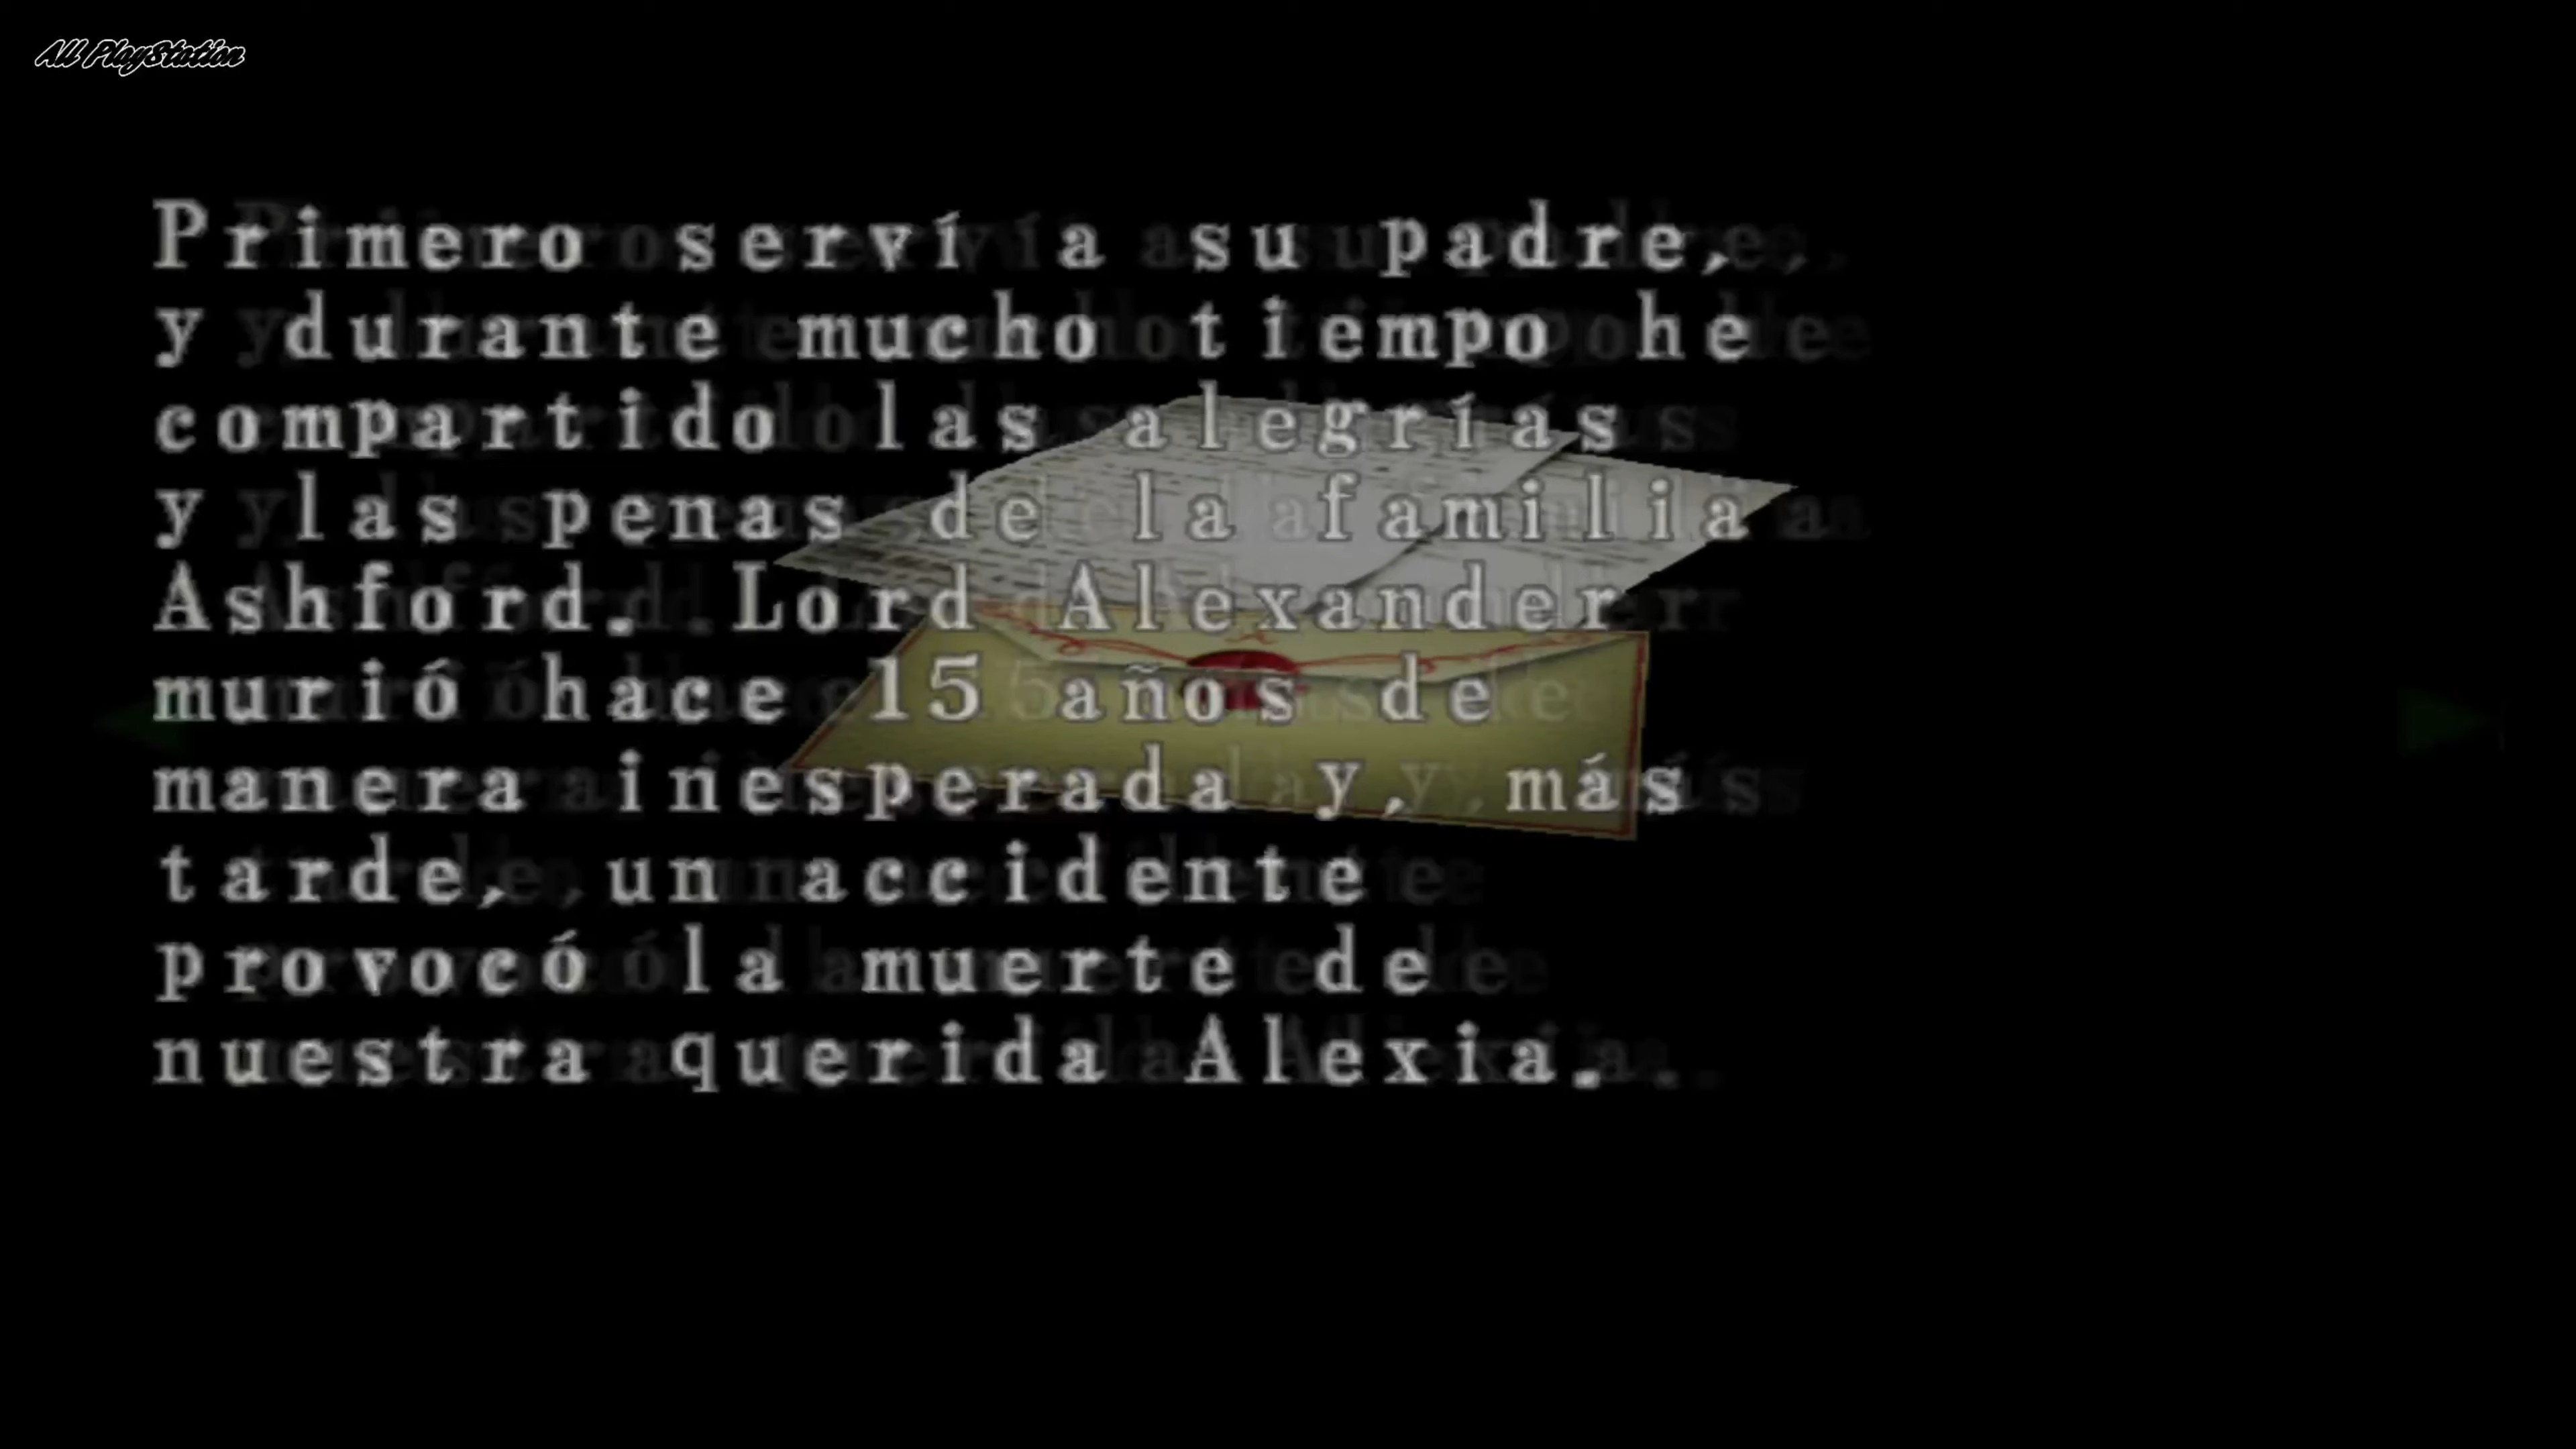 All PlayStation
Primero serví a su padre,
y durante mucho tiempo he
compartido las alegrías
y las penas de la familia
Ashford. Lord Alexander
murió hace 15 años de
manera inesperada y, más
tarde, un accidente
provocó la muerte de
nuestra querida Alexia.